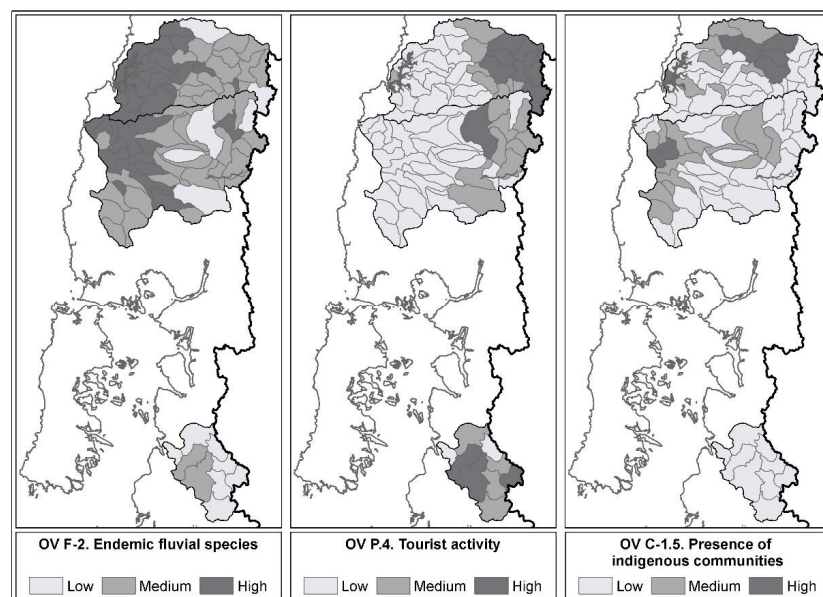 OV F-2. Endemic fluvial species
Low Medium High
OV P.4. Tourist activity
Low Medium High
OV C-1.5. Presence of
indigenous communities
Low Medium High